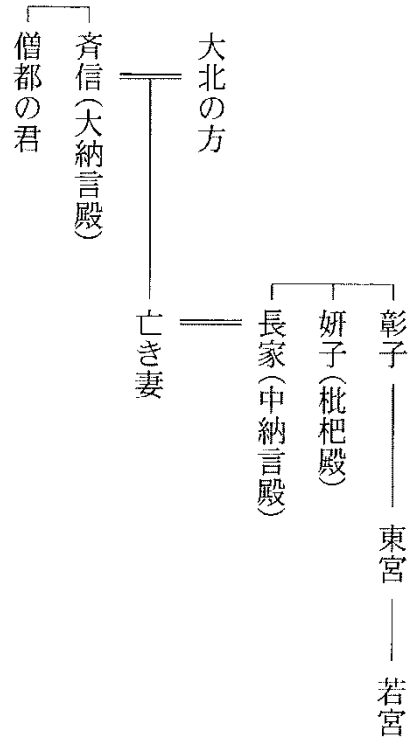 彰子
東宮
若宮
妍子(枇杷殿)
長家(中納言殿)
亡き妻
大北の方
斉信(大納言殿)
僧都の君